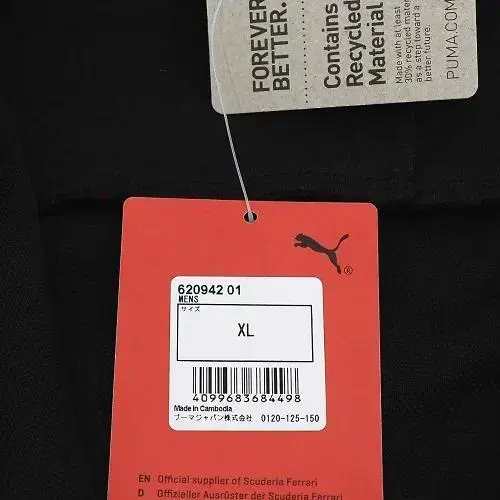 FOREVER.
BETTER.
Contains
Recycled
Material
Made with at least
30% recycled mater
as a step toward a
better future.
PUMA.COM
®
620942 01
MENS
サイズ
XL
4099683684498
Made in Cambodia
プーマジャパン株式会社 0120-125-150
EN Official supplier of Scuderia Ferrari
D Offizieller Ausrüster der Scuderia Ferrari